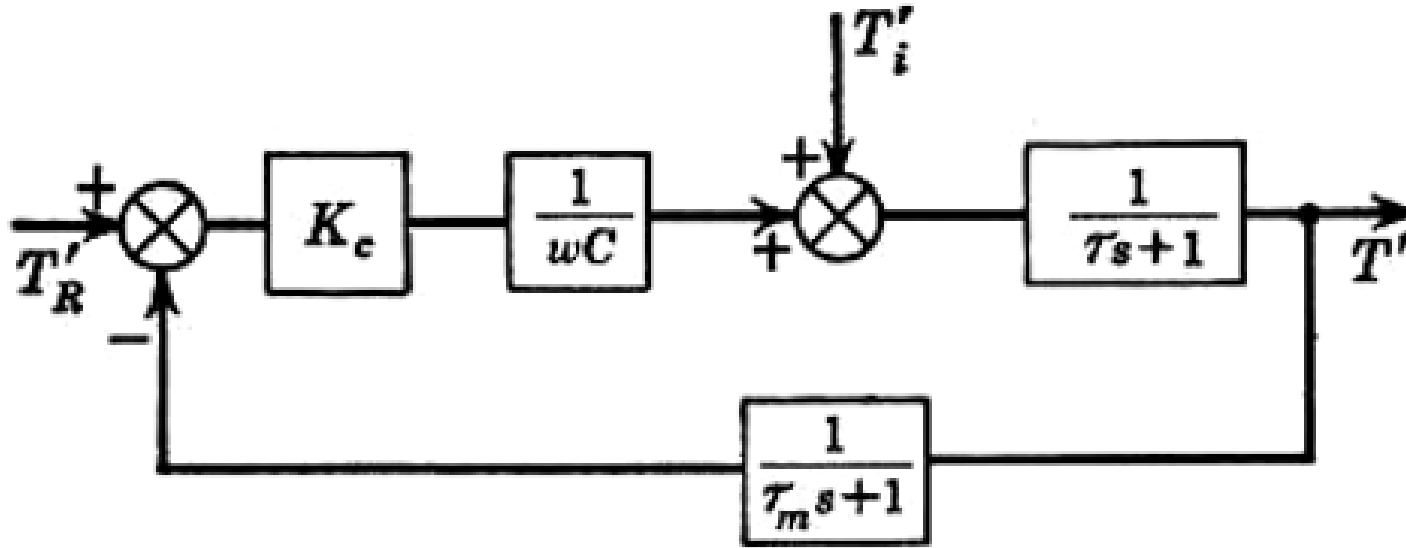 T'_i
+
+
K_c
1
wC
+
1
τs+1
T'_R
−
T'
1
τ_m s+1